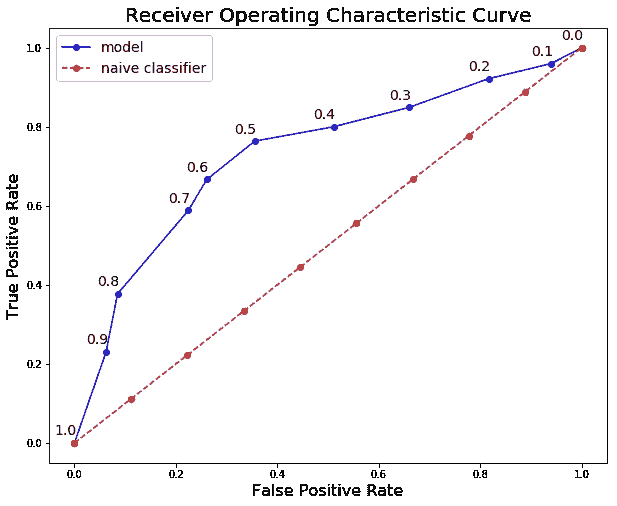 Receiver Operating Characteristic Curve
model
naive classifier
0.0
0.1
0.2
0.3
0.4
0.5
0.6
0.7
0.8
0.9
1.0
1.0
0.8
0.6
0.4
0.2
0.0
True Positive Rate
0.0 0.2 0.4 0.6 0.8 1.0
False Positive Rate